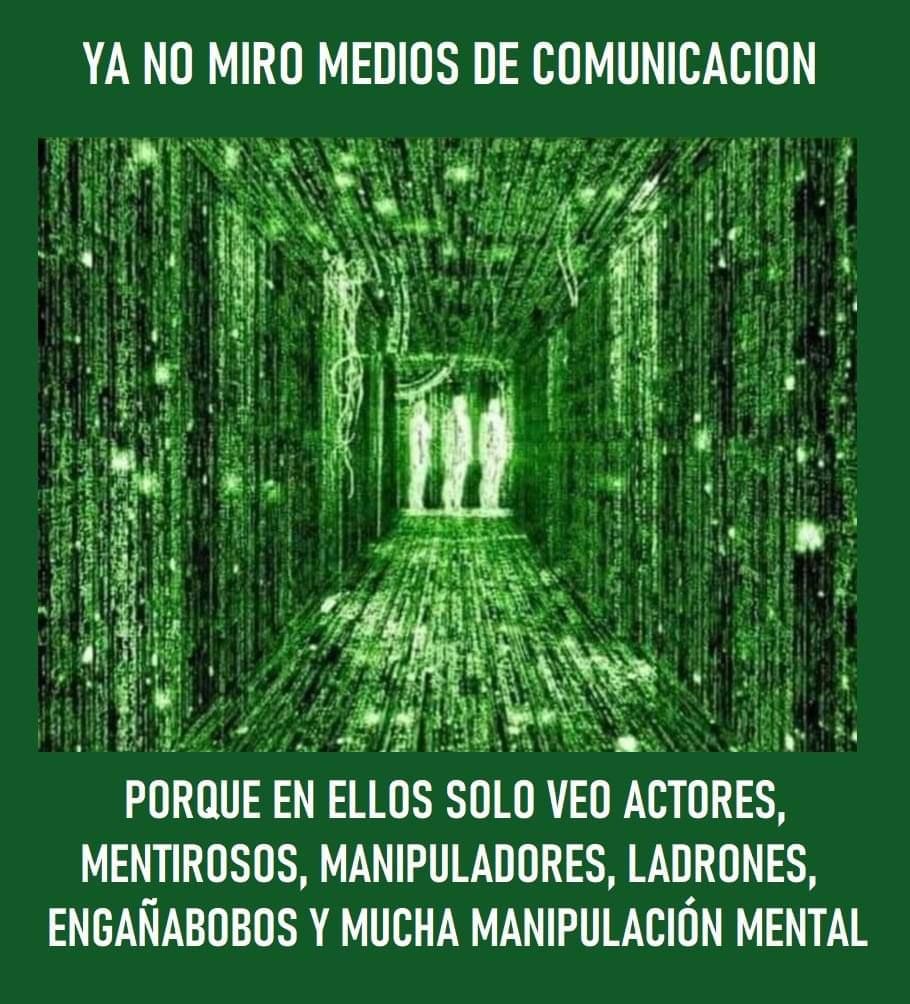 YA NO MIRO MEDIOS DE COMUNICACION
PORQUE EN ELLOS SOLO VEO ACTORES,
MENTIROSOS, MANIPULADORES, LADRONES,
ENGAÑABOBOS Y MUCHA MANIPULACIÓN MENTAL